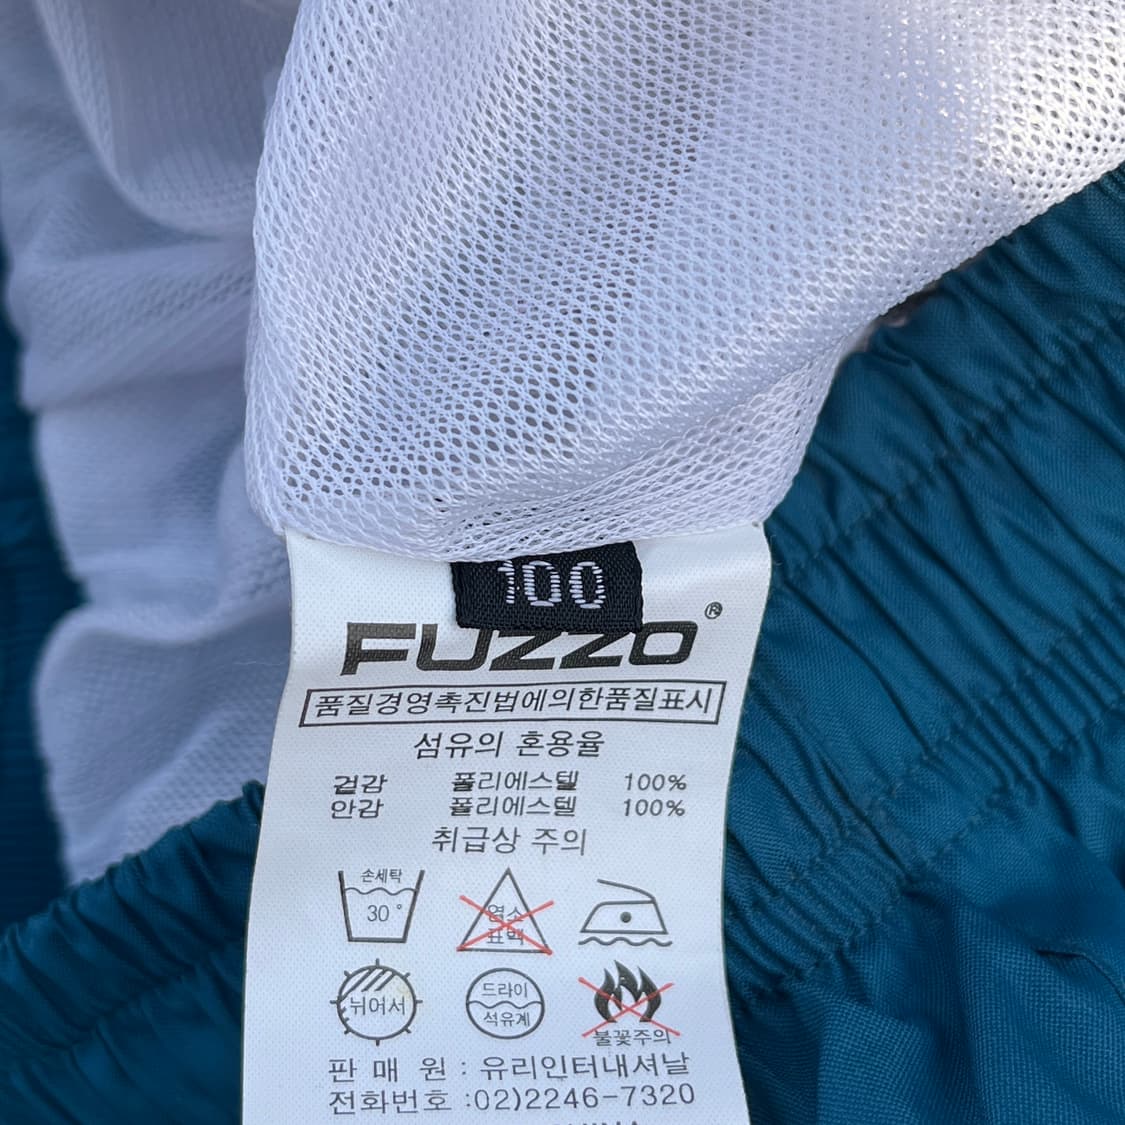 100
FUZZO®
품질경영촉진법에의한품질표시
섬유의 혼용율
겉감 폴리에스텔 100%
안감 폴리에스텔 100%
취급상 주의
손세탁
30°
염소
표백
뉘어서
드라이
석유계
불꽃주의
판 매 원 : 유리인터내셔날
전화번호 :02)2246-7320